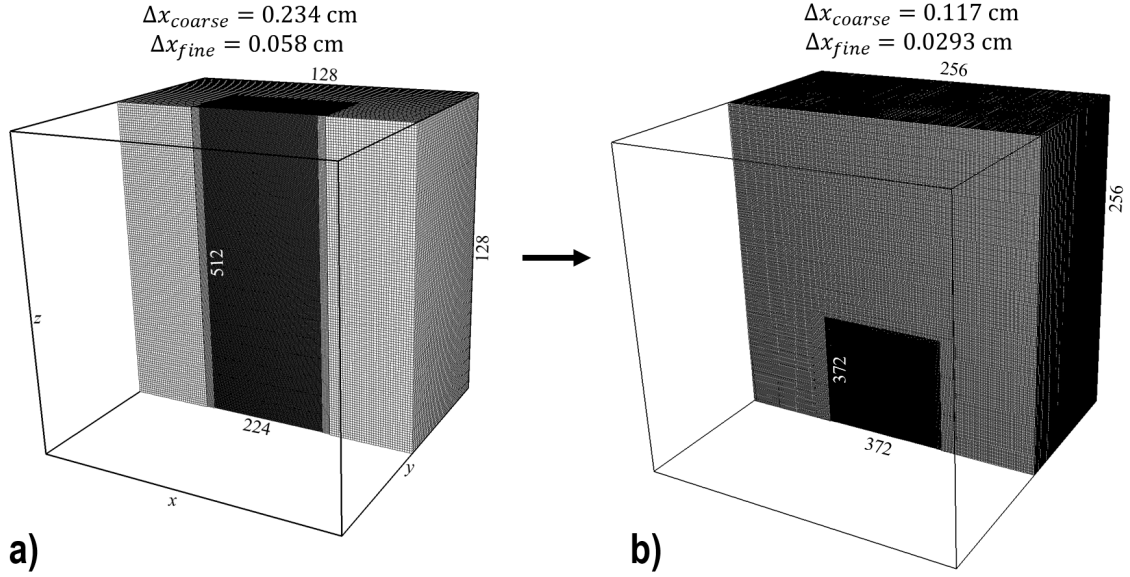 Δx_coarse = 0.234 cm
Δx_fine = 0.058 cm
128
512
128
z
224
x
y
a)
Δx_coarse = 0.117 cm
Δx_fine = 0.0293 cm
256
256
372
372
b)